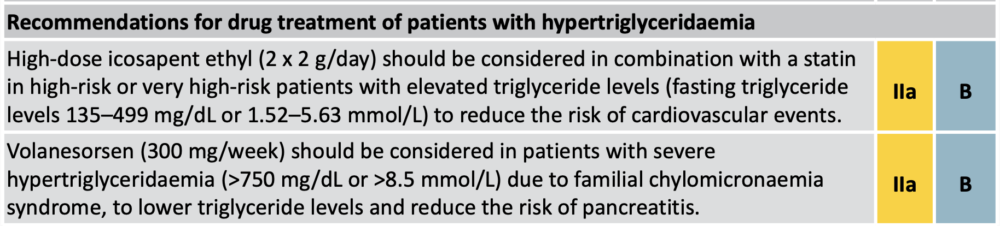 Recommendations for drug treatment of patients with hypertriglyceridaemia
High-dose icosapent ethyl (2 x 2 g/day) should be considered in combination with a statin
in high-risk or very high-risk patients with elevated triglyceride levels (fasting triglyceride
levels 135–499 mg/dL or 1.52–5.63 mmol/L) to reduce the risk of cardiovascular events.
IIa
B
Volanesorsen (300 mg/week) should be considered in patients with severe
hypertriglyceridaemia (>750 mg/dL or >8.5 mmol/L) due to familial chylomicronaemia
syndrome, to lower triglyceride levels and reduce the risk of pancreatitis.
IIa
B